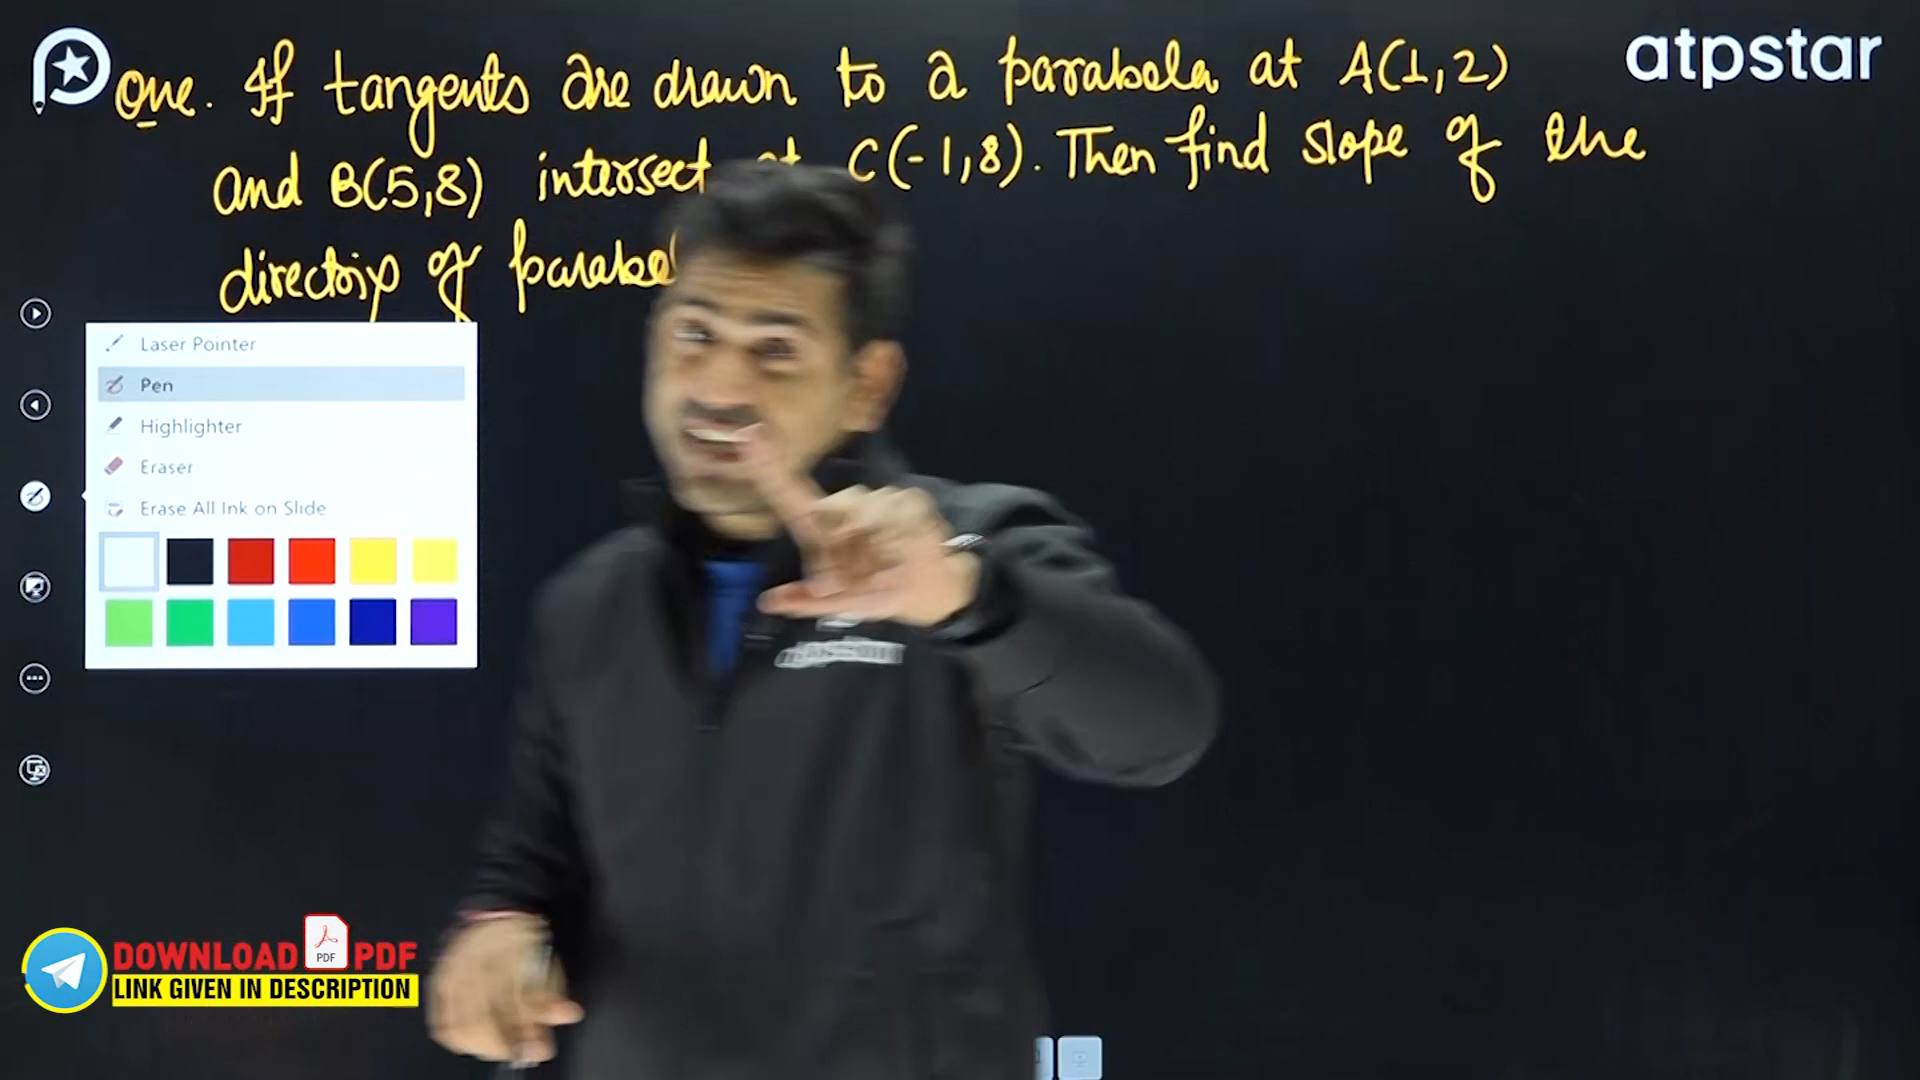 atpstar
Que. If tangents are drawn to a parabola at A(1,2)
and B(5,8) intersect at C(-1,8). Then find slope of the
directrix of
Laser Pointer
Pen
Highlighter
Eraser
Erase All Ink on Slide
DOWNLOAD PDF PDF
LINK GIVEN IN DESCRIPTION